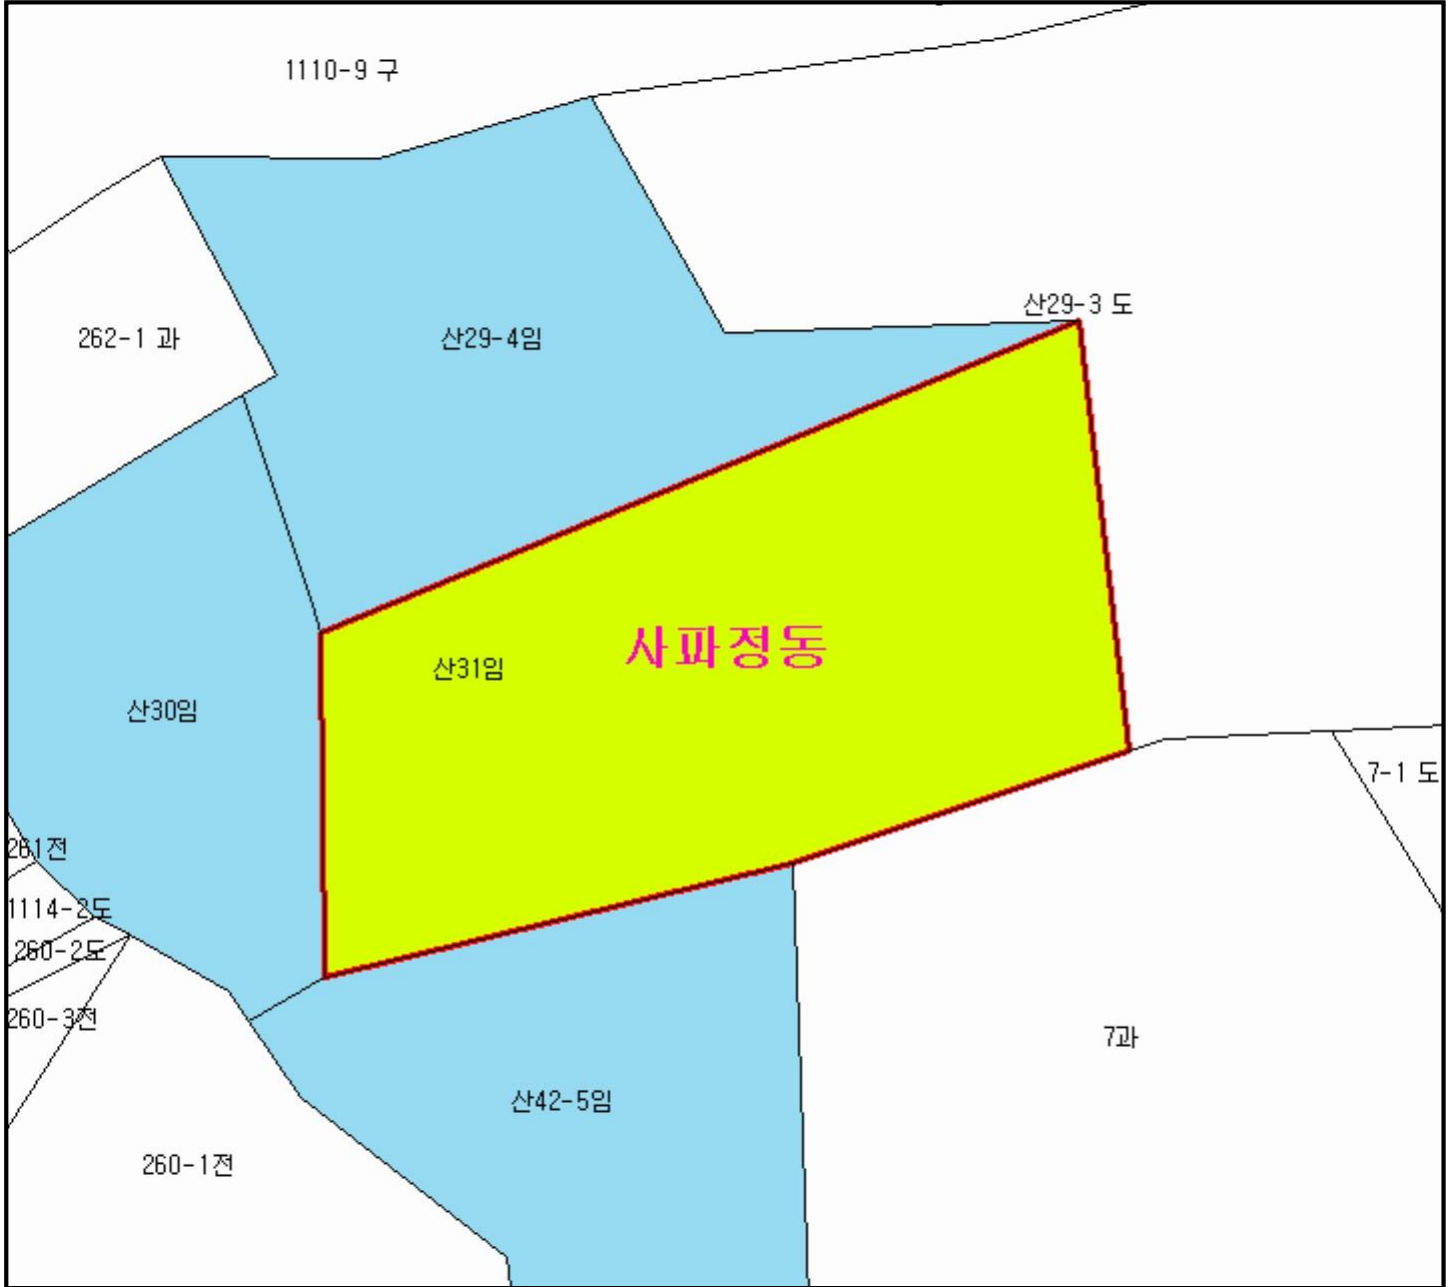 1110-9 구
산29-3 도
262-1 과
산29-4임
사파정동
산31임
산30임
7-1 도
261전
1114-2도
260-2도
260-3전
7과
산42-5임
260-1전